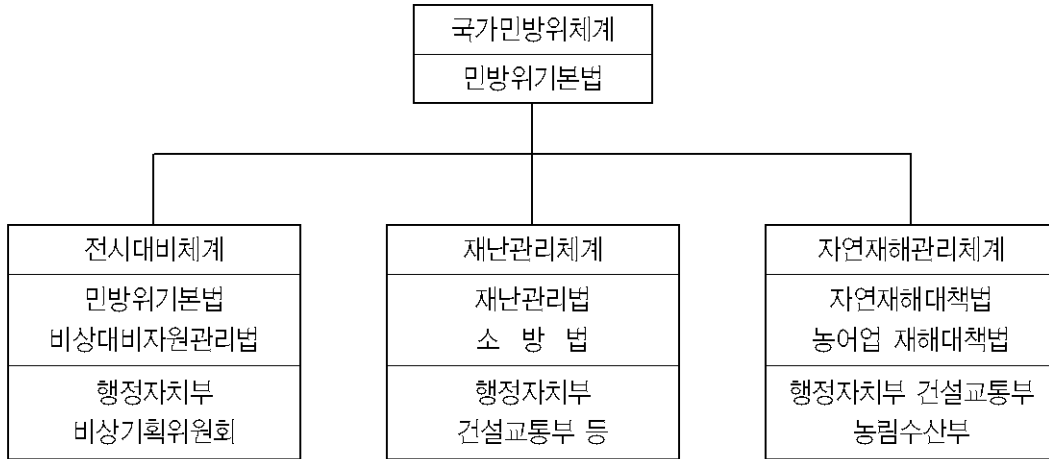 국가민방위체계
민방위기본법
전시대비체계
민방위기본법
비상대비자원관리법
행정자치부
비상기획위원회
재난관리체계
재난관리법
소 방 법
행정자치부
건설교통부 등
자연재해관리체계
자연재해대책법
농어업 재해대책법
행정자치부 건설교통부
농림수산부